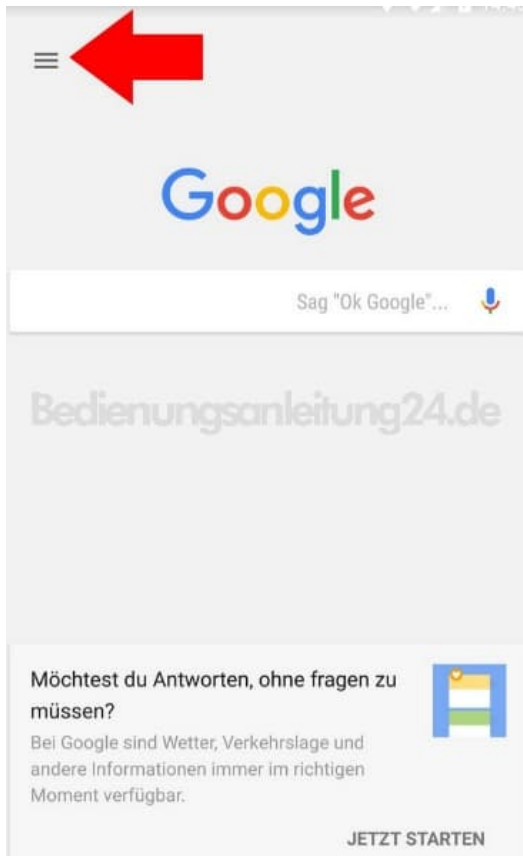 Google
Sag "Ok Google"...
Bedienungsanleitung24.de
Möchtest du Antworten, ohne fragen zu
müssen?
Bei Google sind Wetter, Verkehrslage und
andere Informationen immer im richtigen
Moment verfügbar.
JETZT STARTEN